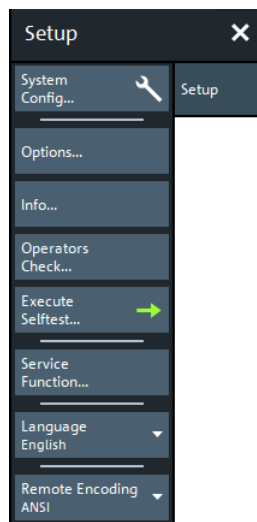 Setup
System
Config...
Setup
Options...
Info...
Operators
Check...
Execute
Selftest...
Service
Function...
Language
English
Remote Encoding
ANSI